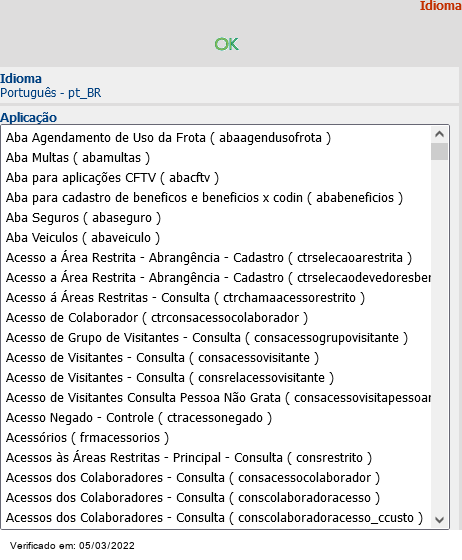 Idioma
OK
Idioma
Português - pt_BR
Aplicação
Aba Agendamento de Uso da Frota ( abaagendusofrota )
Aba Multas ( abamultas )
Aba para aplicações CFTV ( abacftv )
Aba para cadastro de beneficos e beneficios x codin ( ababeneficios )
Aba Seguros ( abaseguro )
Aba Veiculos ( abaveiculo )
Acesso a Área Restrita - Abrangência - Cadastro ( ctrselecaoarestrita )
Acesso a Área Restrita - Abrangência - Cadastro ( ctrselecaodevedoresber
Acesso á Áreas Restritas - Consulta ( ctrchamaacessorestrito )
Acesso de Colaborador ( ctrconsacessocolaborador )
Acesso de Grupo de Visitantes - Consulta ( consacessogrupovisitante )
Acesso de Visitantes - Consulta ( consacessovisitante )
Acesso de Visitantes - Consulta ( consrelacessovisitante )
Acesso de Visitantes Consulta Pessoa Não Grata ( consacessovisitapessoar
Acesso Negado - Controle ( ctracessonegado )
Acessórios ( frmacessorios )
Acessos às Áreas Restritas - Principal - Consulta ( consrestrito )
Acessos dos Colaboradores - Consulta ( consacessocolaborador )
Acessos dos Colaboradores - Consulta ( conscolaboradoracesso )
Acessos dos Colaboradores - Consulta ( conscolaboradoracesso_ccusto )
Verificado em: 05/03/2022